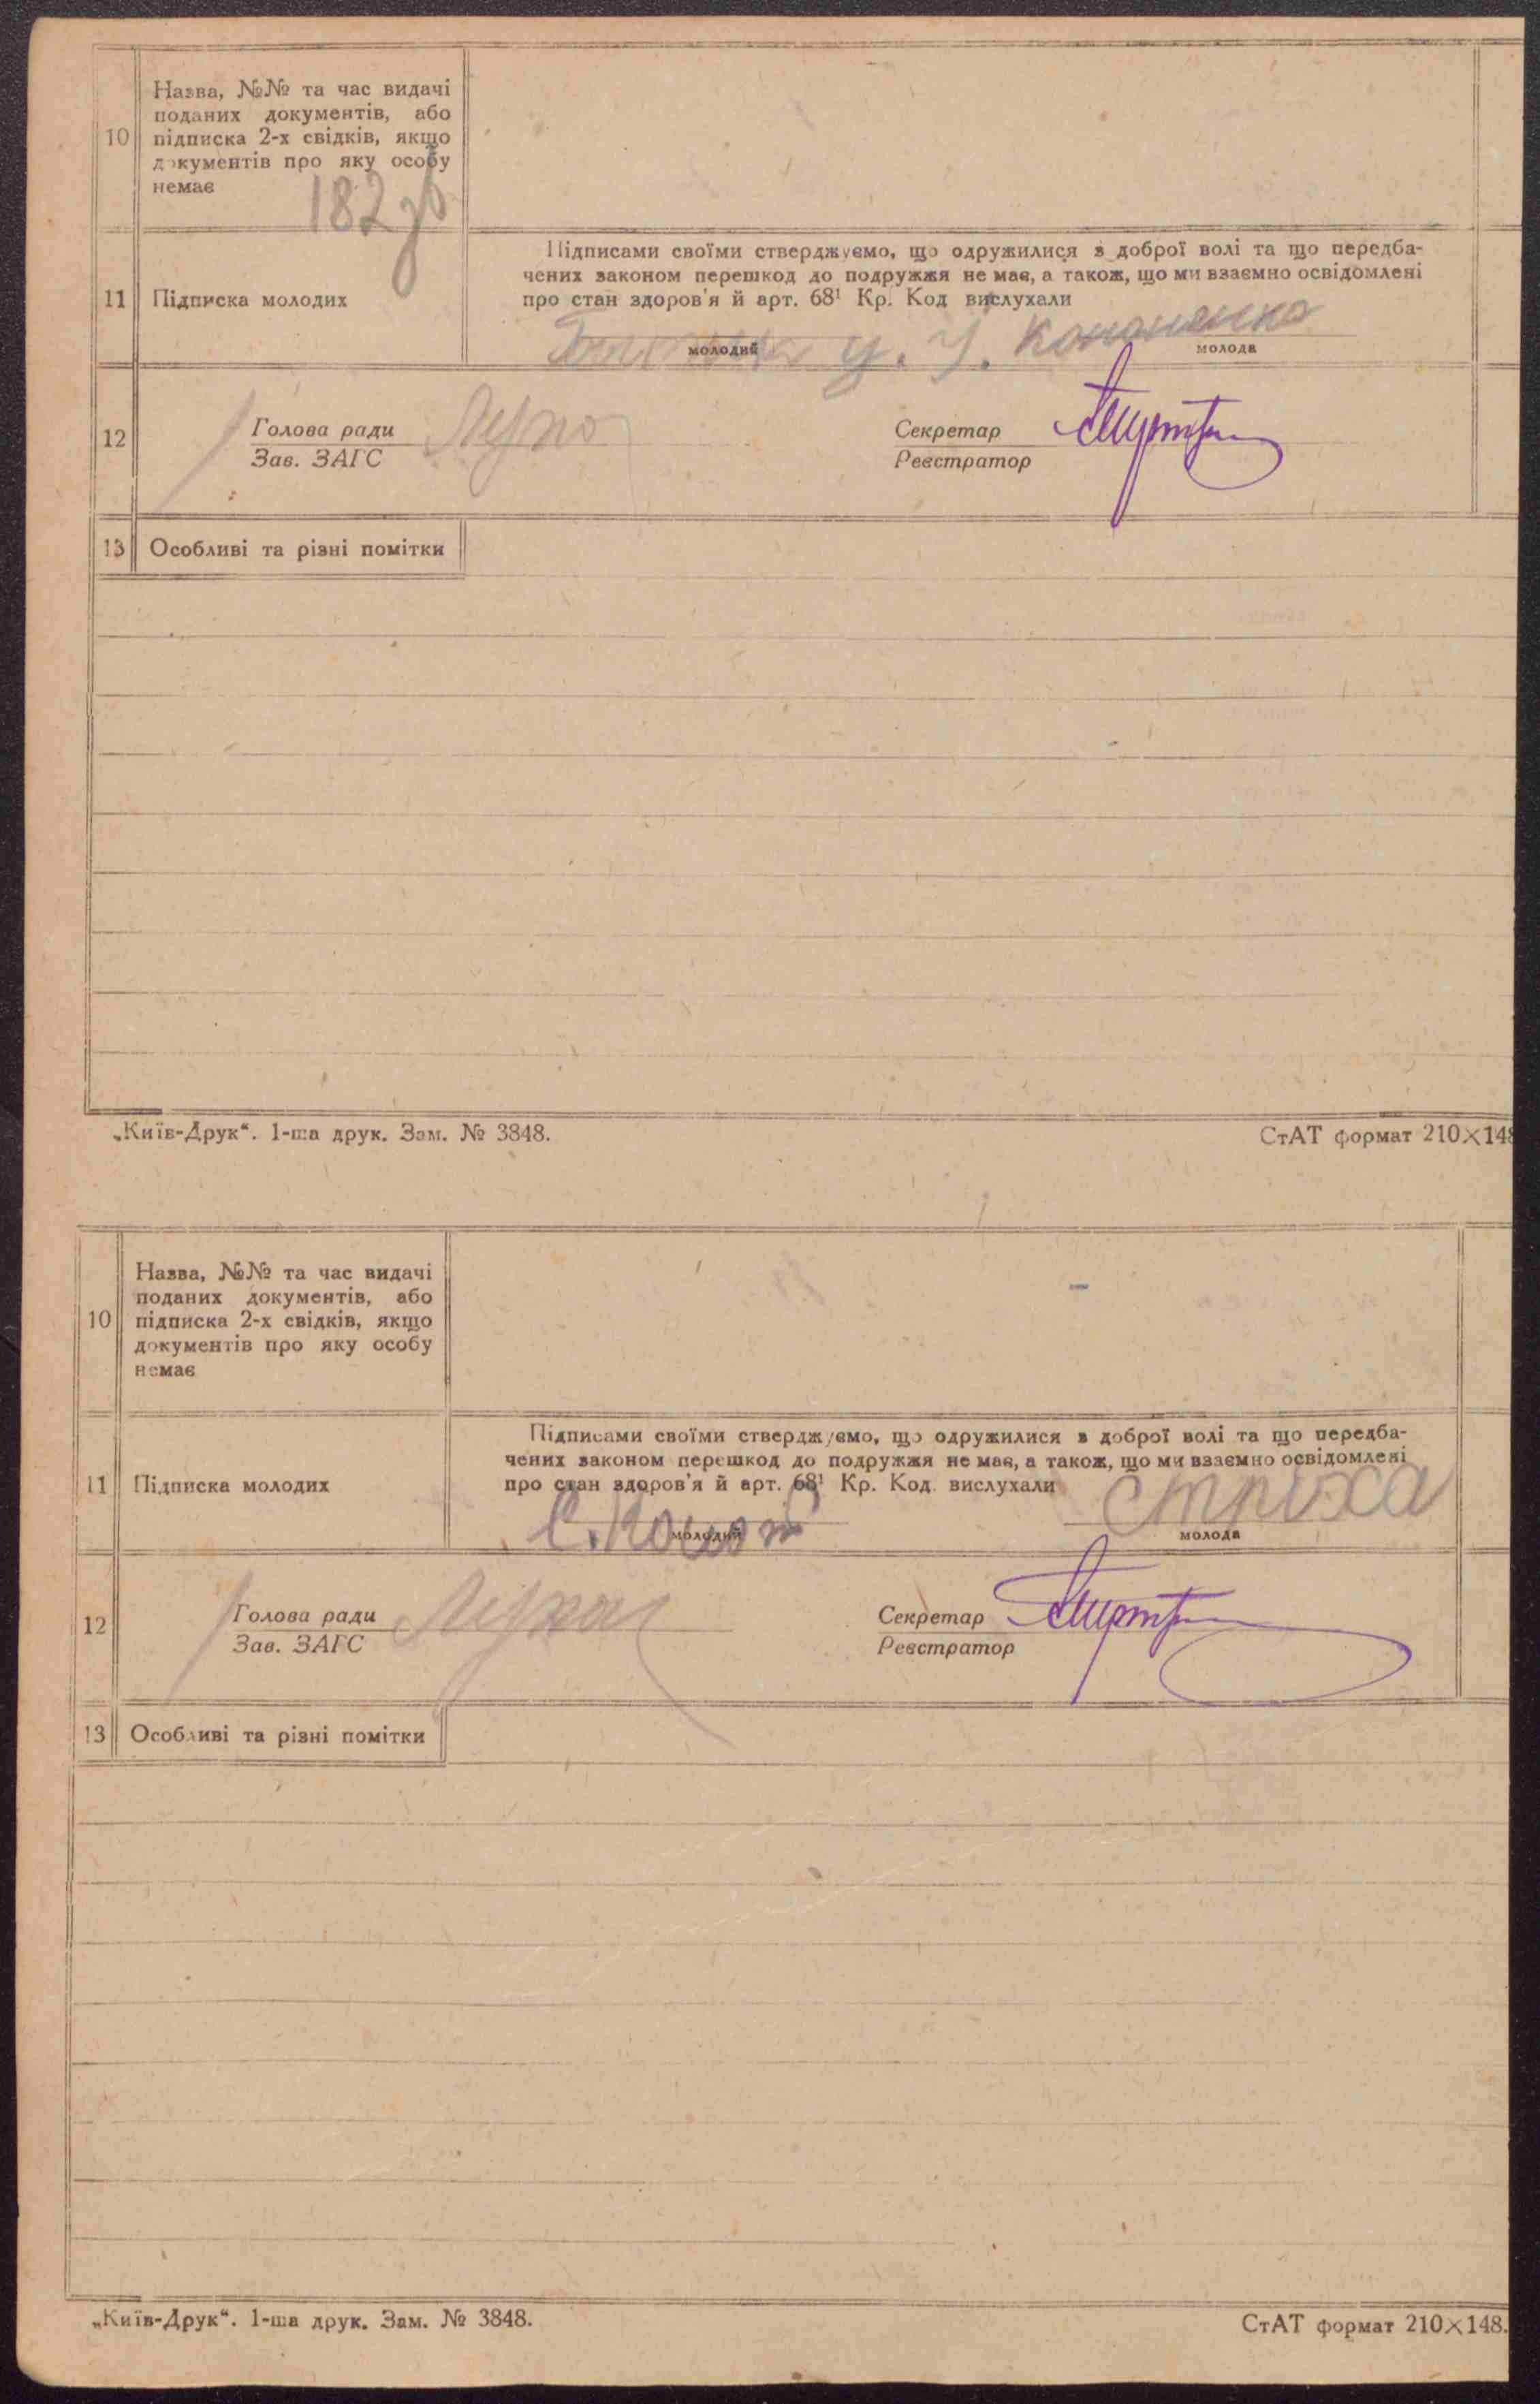 10
Назва, №№ та час видачі
поданих документів, або
підписка 2-х свідків, якщо
документів про яку особу
немає
182 зв
11
Підписка молодих
Підписами своїми стверджуємо, що одружилися з доброї волі та що передба-
чених законом перешкод до подружжя не має, а також, що ми взаємно освідомлені
про стан здоров'я й арт. 68¹ Кр. Код вислухали
У. І. Кононенко
молодий
молода
12
Голова ради
Зав. ЗАГС
Секретар
Реєстратор
13
Особливі та різні помітки
„Київ-Друк“. 1-ша друк. Зам. № 3848.
СтАТ формат 210×148
10
Назва, №№ та час видачі
поданих документів, або
підписка 2-х свідків, якщо
документів про яку особу
немає
11
Підписка молодих
Підписами своїми стверджуємо, що одружилися з доброї волі та що передба-
чених законом перешкод до подружжя не має, а також, що ми взаємно освідомлені
про стан здоров'я й арт. 68¹ Кр. Код. вислухали
стріха
молодий
молода
12
Голова ради
Зав. ЗАГС
Секретар
Реєстратор
13
Особливі та різні помітки
„Київ-Друк“. 1-ша друк. Зам. № 3848.
СтАТ формат 210×148.